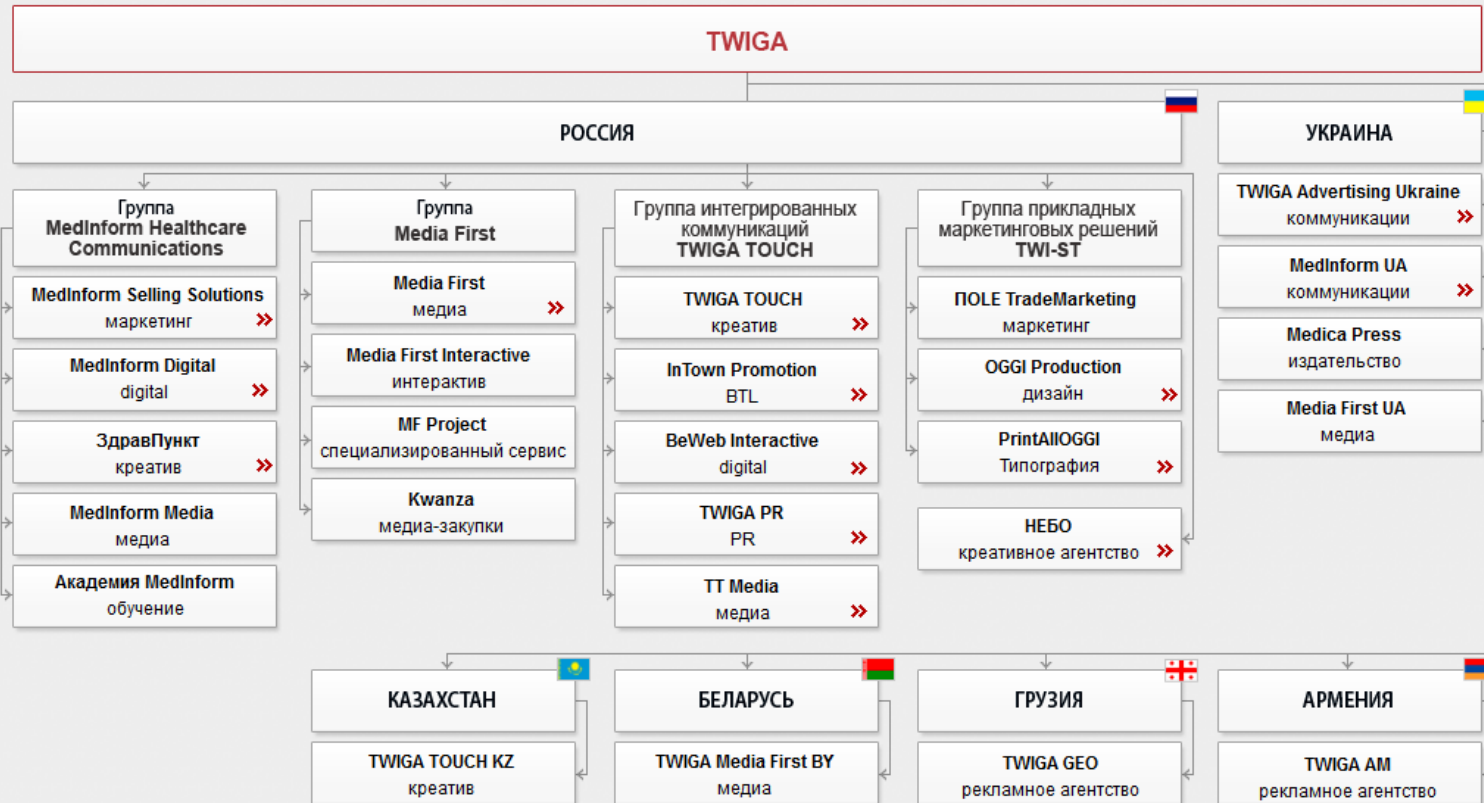 TWIGA
РОССИЯ
УКРАИНА
Группа
MedInform Healthcare
Communications
MedInform Selling Solutions
маркетинг
MedInform Digital
digital
ЗдравПункт
креатив
MedInform Media
медиа
Академия MedInform
обучение
Группа
Media First
Media First
медиа
Media First Interactive
интерактив
MF Project
специализированный сервис
Kwanza
медиа-закупки
Группа интегрированных
коммуникаций
TWIGA TOUCH
TWIGA TOUCH
креатив
InTown Promotion
BTL
BeWeb Interactive
digital
TWIGA PR
PR
TT Media
медиа
Группа прикладных
маркетинговых решений
TWI-ST
ПОLE TradeMarketing
маркетинг
OGGI Production
дизайн
PrintAllOGGI
Типография
НЕБО
креативное агентство
TWIGA Advertising Ukraine
коммуникации
MedInform UA
коммуникации
Medica Press
издательство
Media First UA
медиа
КАЗАХСТАН
TWIGA TOUCH KZ
креатив
БЕЛАРУСЬ
TWIGA Media First BY
медиа
ГРУЗИЯ
TWIGA GEO
рекламное агентство
АРМЕНИЯ
TWIGA AM
рекламное агентство